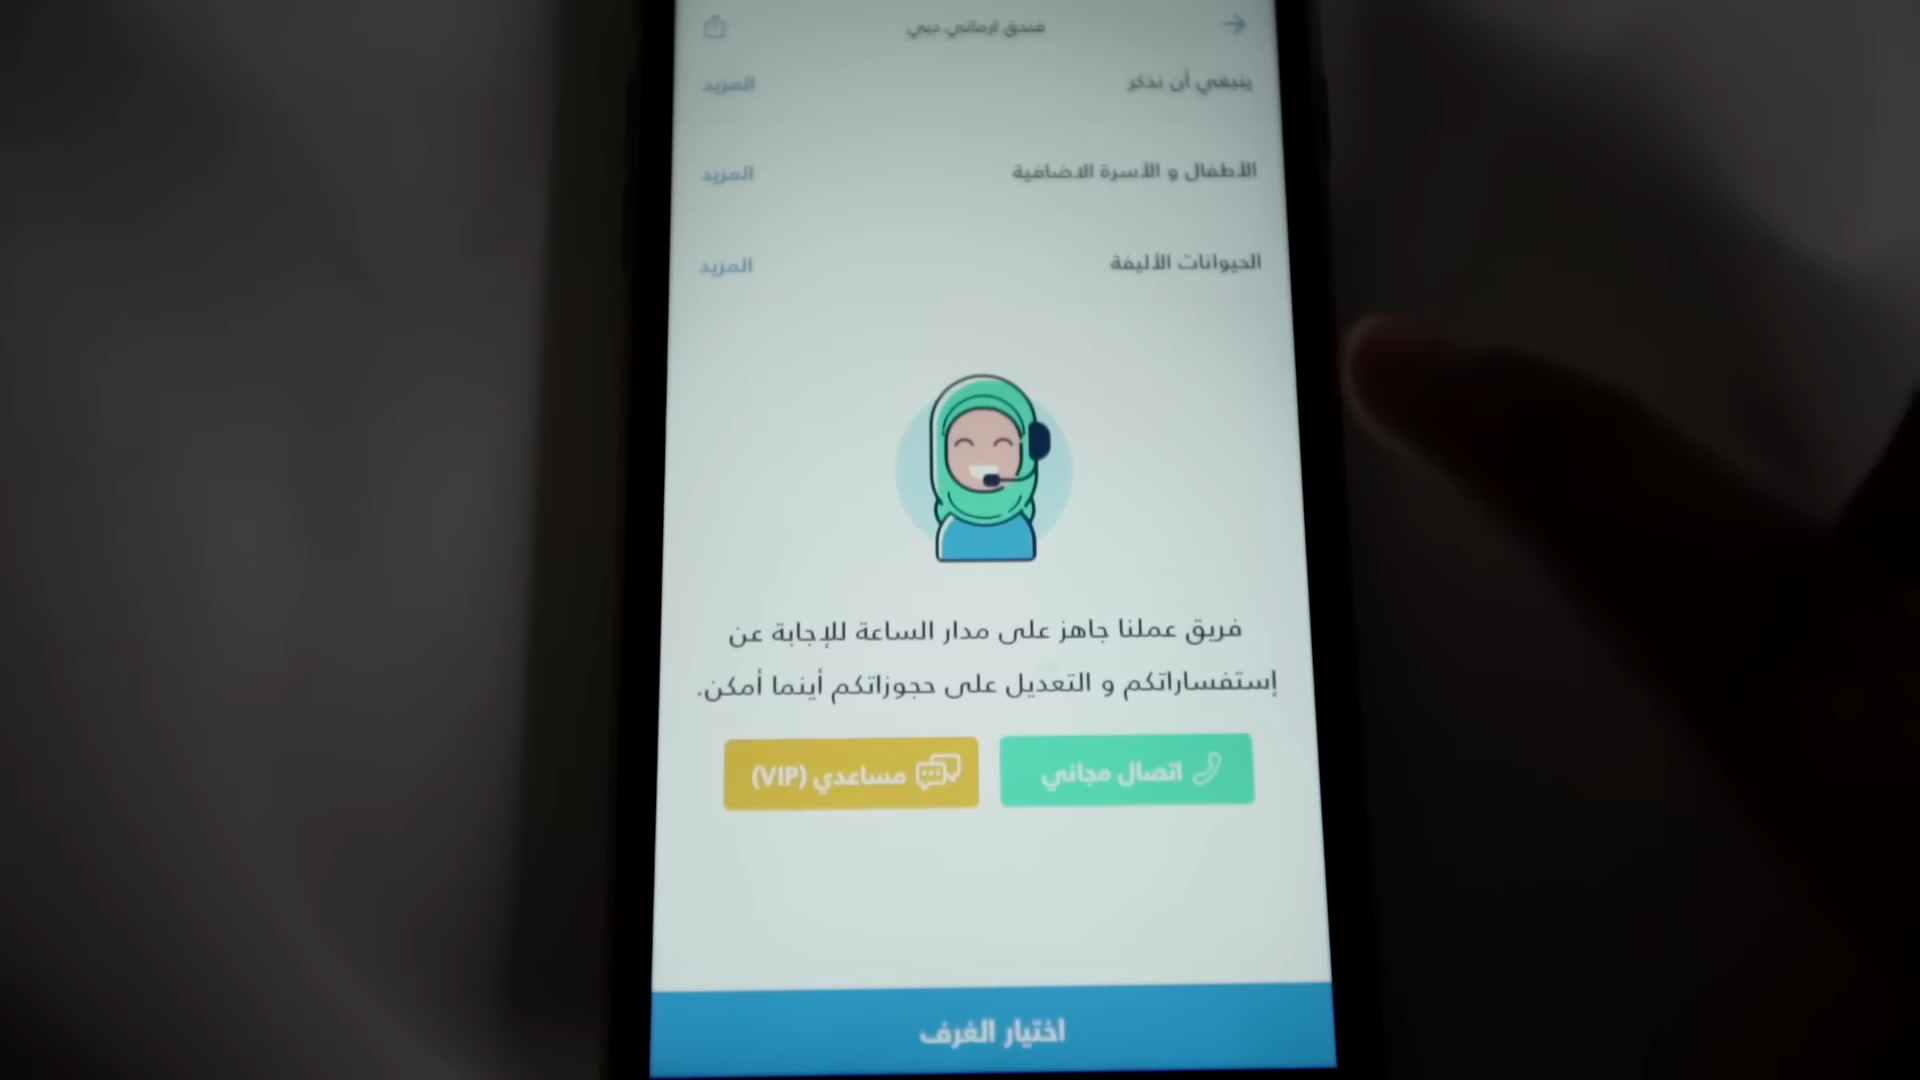 فندق ارماني دبي
ينبغي أن نذكر
المزيد
الأطفال و الأسرة الاضافية
المزيد
الحيوانات الأليفة
المزيد
فريق عملنا جاهز على مدار الساعة للإجابة عن
إستفساراتكم و التعديل على حجوزاتكم أينما أمكن.
اتصال مجاني
مساعدي (VIP)
اختيار الغرف